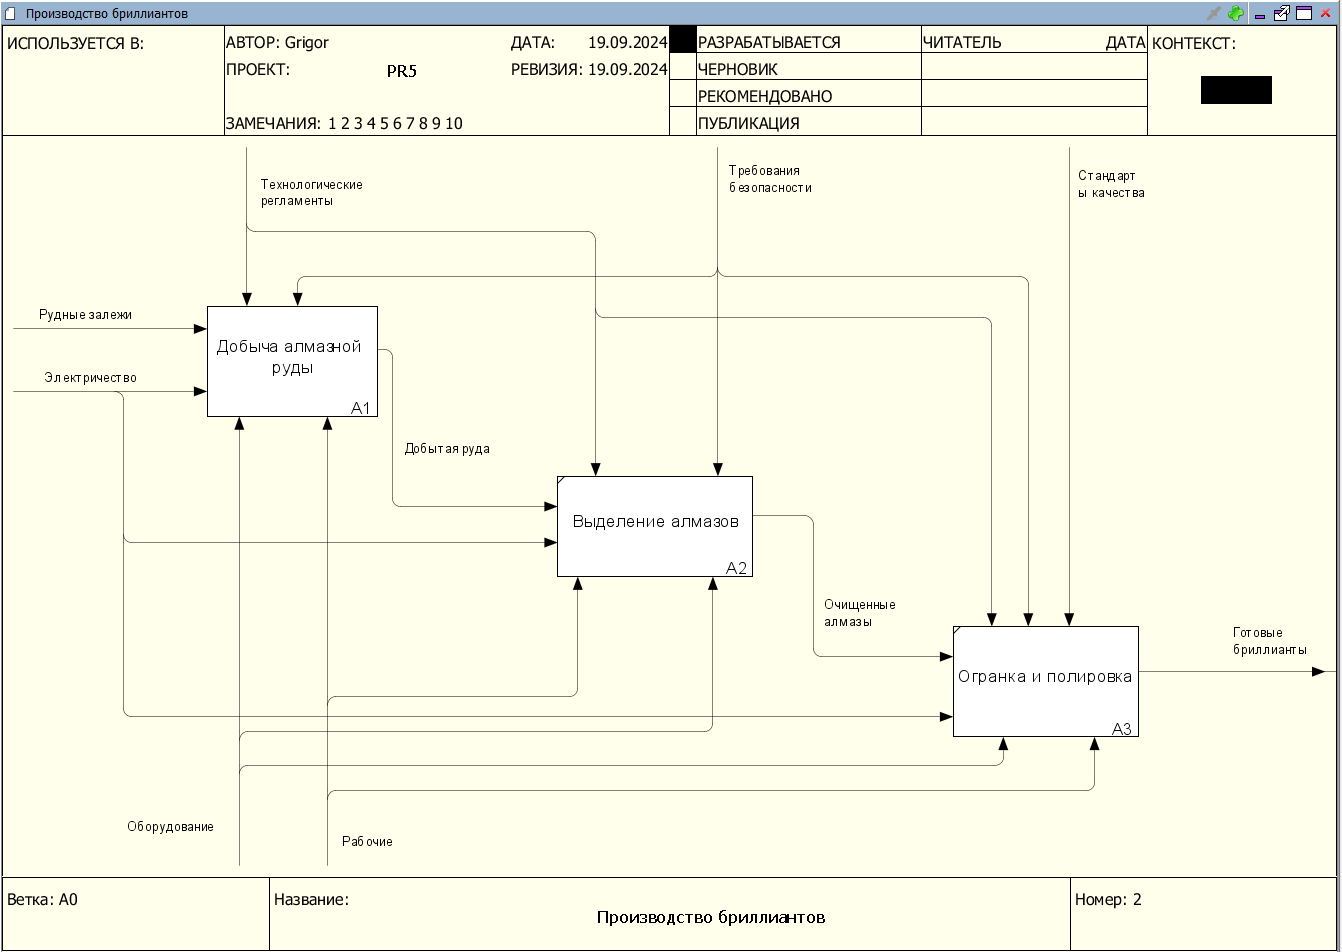 Производство бриллиантов
ИСПОЛЬЗУЕТСЯ В:
АВТОР: Grigor
ДАТА: 19.09.2024
РАЗРАБАТЫВАЕТСЯ
ЧИТАТЕЛЬ
ДАТА
КОНТЕКСТ:
ПРОЕКТ:
PR5
РЕВИЗИЯ: 19.09.2024
ЧЕРНОВИК
РЕКОМЕНДОВАНО
ЗАМЕЧАНИЯ: 1 2 3 4 5 6 7 8 9 10
ПУБЛИКАЦИЯ
Технологические
регламенты
Требования
безопасности
Стандарт
ы качества
Рудные залежи
Электричество
Добыча алмазной
руды
A1
Добытая руда
Выделение алмазов
A2
Очищенные
алмазы
Огранка и полировка
A3
Готовые
бриллианты
Оборудование
Рабочие
Ветка: A0
Название:
Производство бриллиантов
Номер: 2